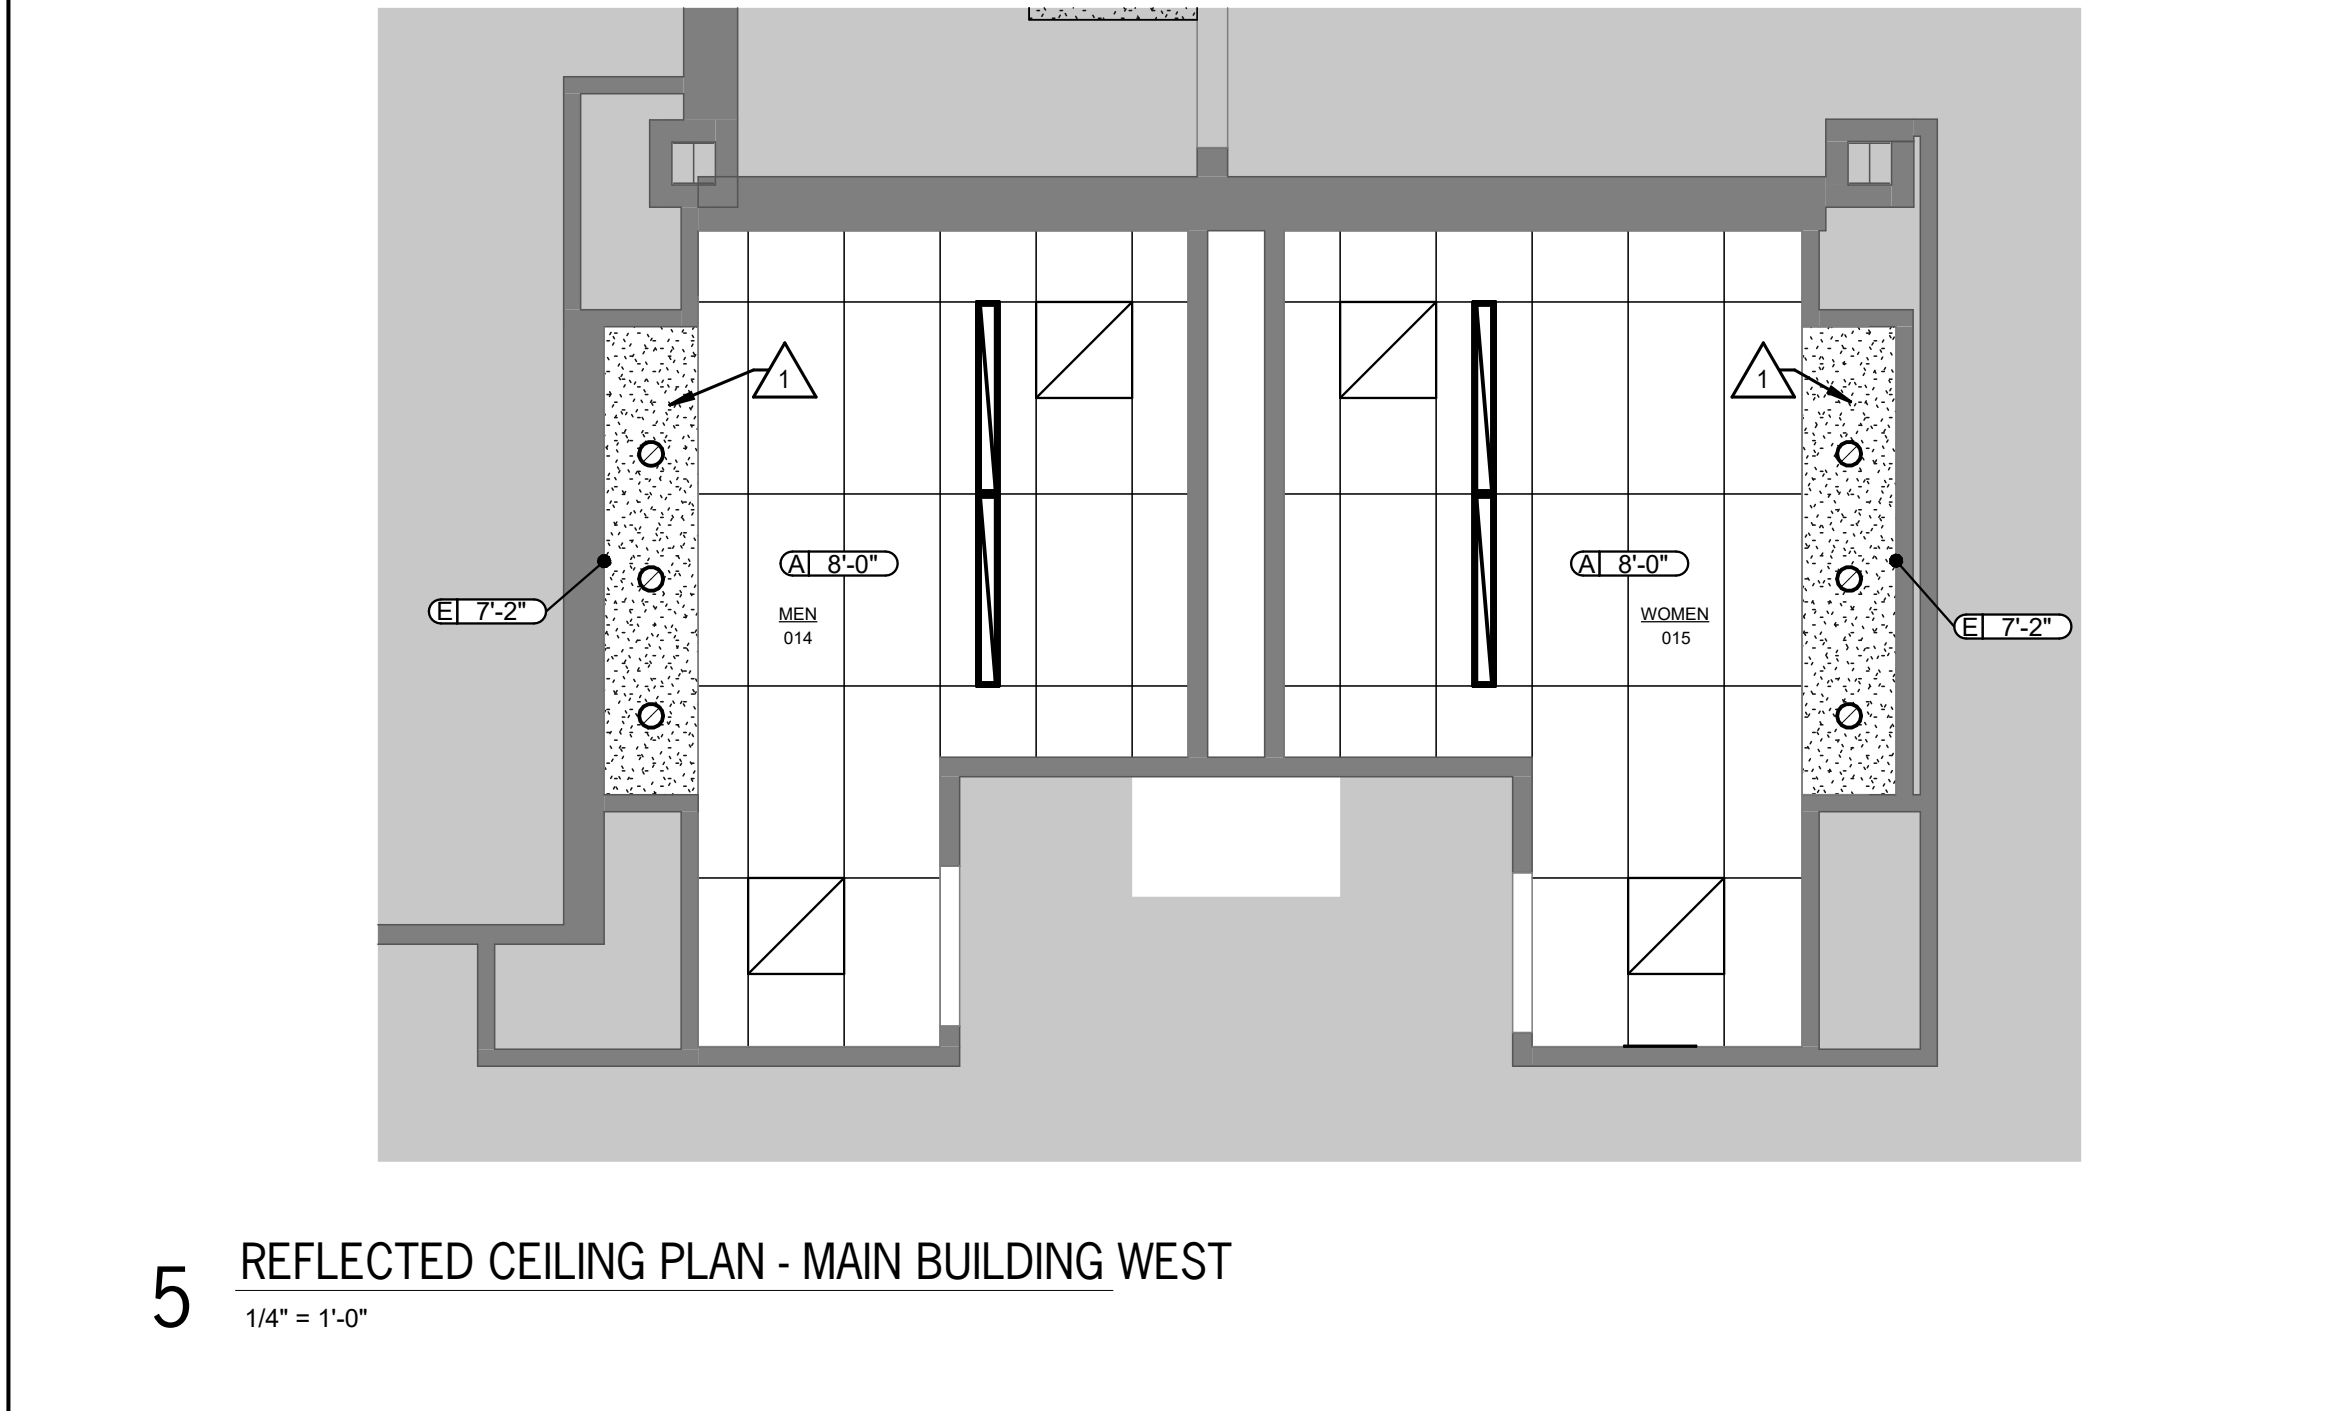 1
1
A 8'-0"
A 8'-0"
E 7'-2"
MEN
014
WOMEN
015
E 7'-2"
5
REFLECTED CEILING PLAN - MAIN BUILDING WEST
1/4" = 1'-0"